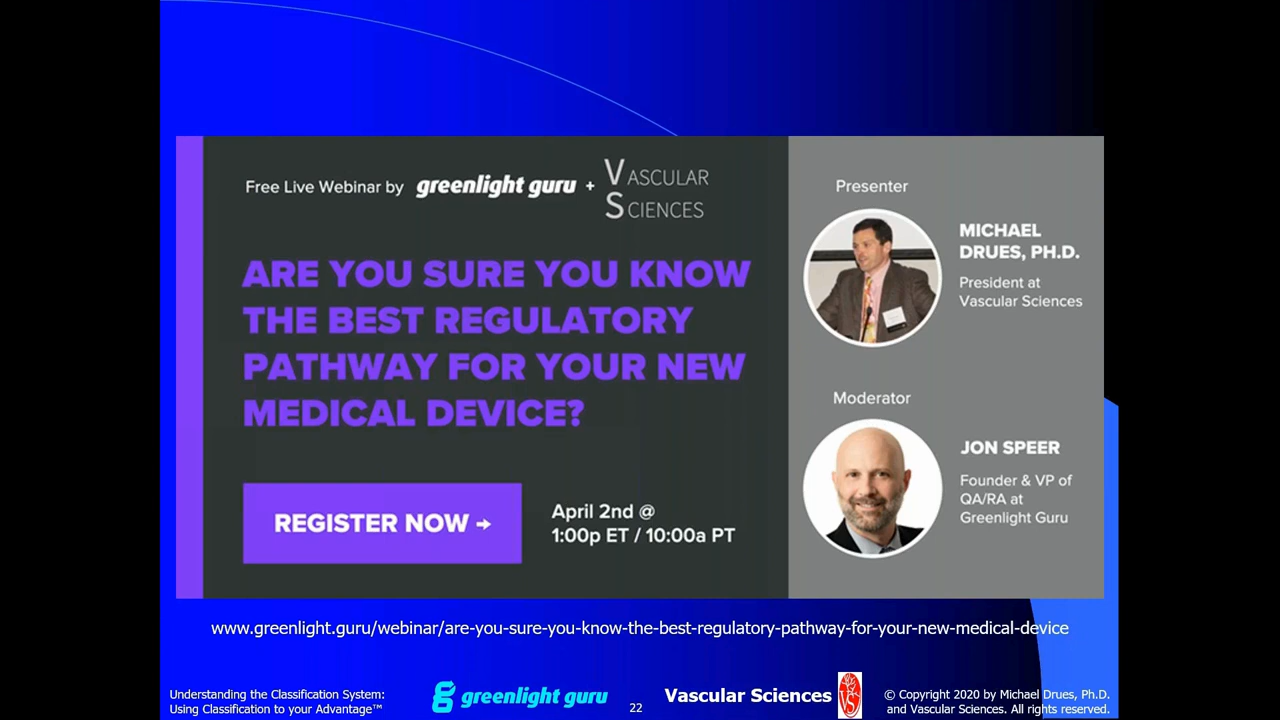 Free Live Webinar by greenlight guru + VASCULAR SCIENCES
ARE YOU SURE YOU KNOW
THE BEST REGULATORY
PATHWAY FOR YOUR NEW
MEDICAL DEVICE?
REGISTER NOW →
April 2nd @
1:00p ET / 10:00a PT
Presenter
MICHAEL
DRUES, PH.D.
President at
Vascular Sciences
Moderator
JON SPEER
Founder & VP of
QA/RA at
Greenlight Guru
www.greenlight.guru/webinar/are-you-sure-you-know-the-best-regulatory-pathway-for-your-new-medical-device
Understanding the Classification System:
Using Classification to your Advantage™
greenlight guru
22
Vascular Sciences
VS
© Copyright 2020 by Michael Drues, Ph.D.
and Vascular Sciences. All rights reserved.